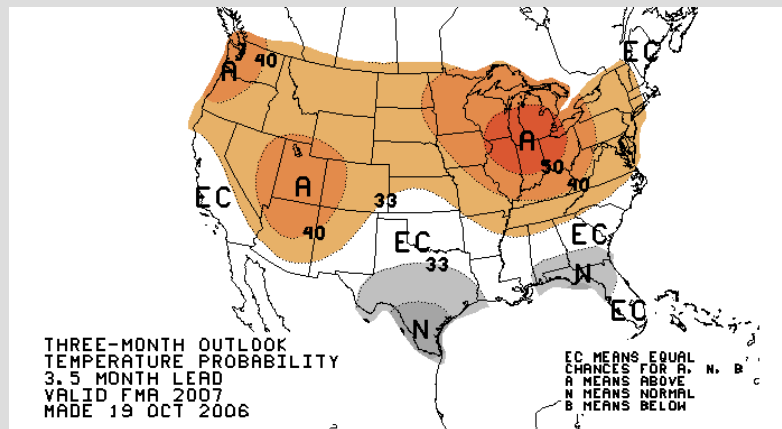 EC
40
A
A
50
40
A
EC
33
40
EC
EC
33
N
EC
N
THREE-MONTH OUTLOOK
TEMPERATURE PROBABILITY
3.5 MONTH LEAD
VALID FMA 2007
MADE 19 OCT 2006
EC MEANS EQUAL
CHANCES FOR A, N, B
A MEANS ABOVE
N MEANS NORMAL
B MEANS BELOW